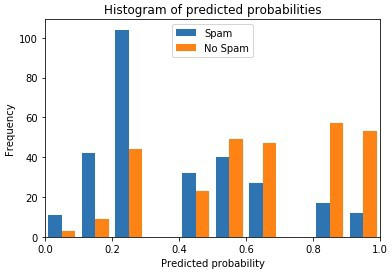 Histogram of predicted probabilities
Spam
No Spam
Frequency
100
80
60
40
20
0
0.0 0.2 0.4 0.6 0.8 1.0
Predicted probability